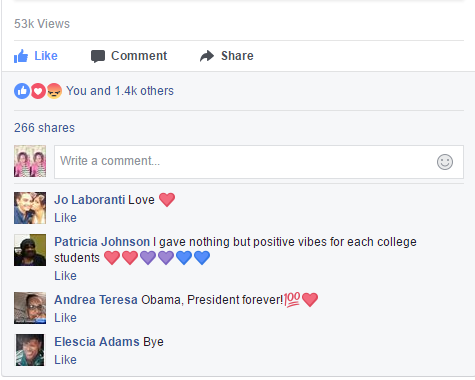 53k Views
Like Comment Share
You and 1.4k others
266 shares
Write a comment...
Jo Laboranti Love ❤
Like
Patricia Johnson I gave nothing but positive vibes for each college
students ❤❤💜💜💙💙
Like
Andrea Teresa Obama, President forever!💯❤
Like
Elescia Adams Bye
Like